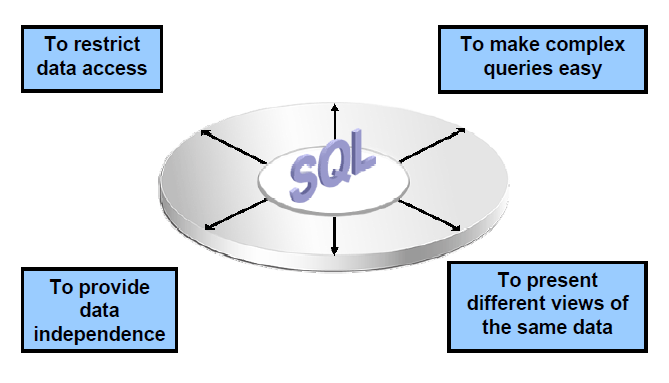 To restrict
data access
To make complex
queries easy
SQL
To provide
data
independence
To present
different views of
the same data